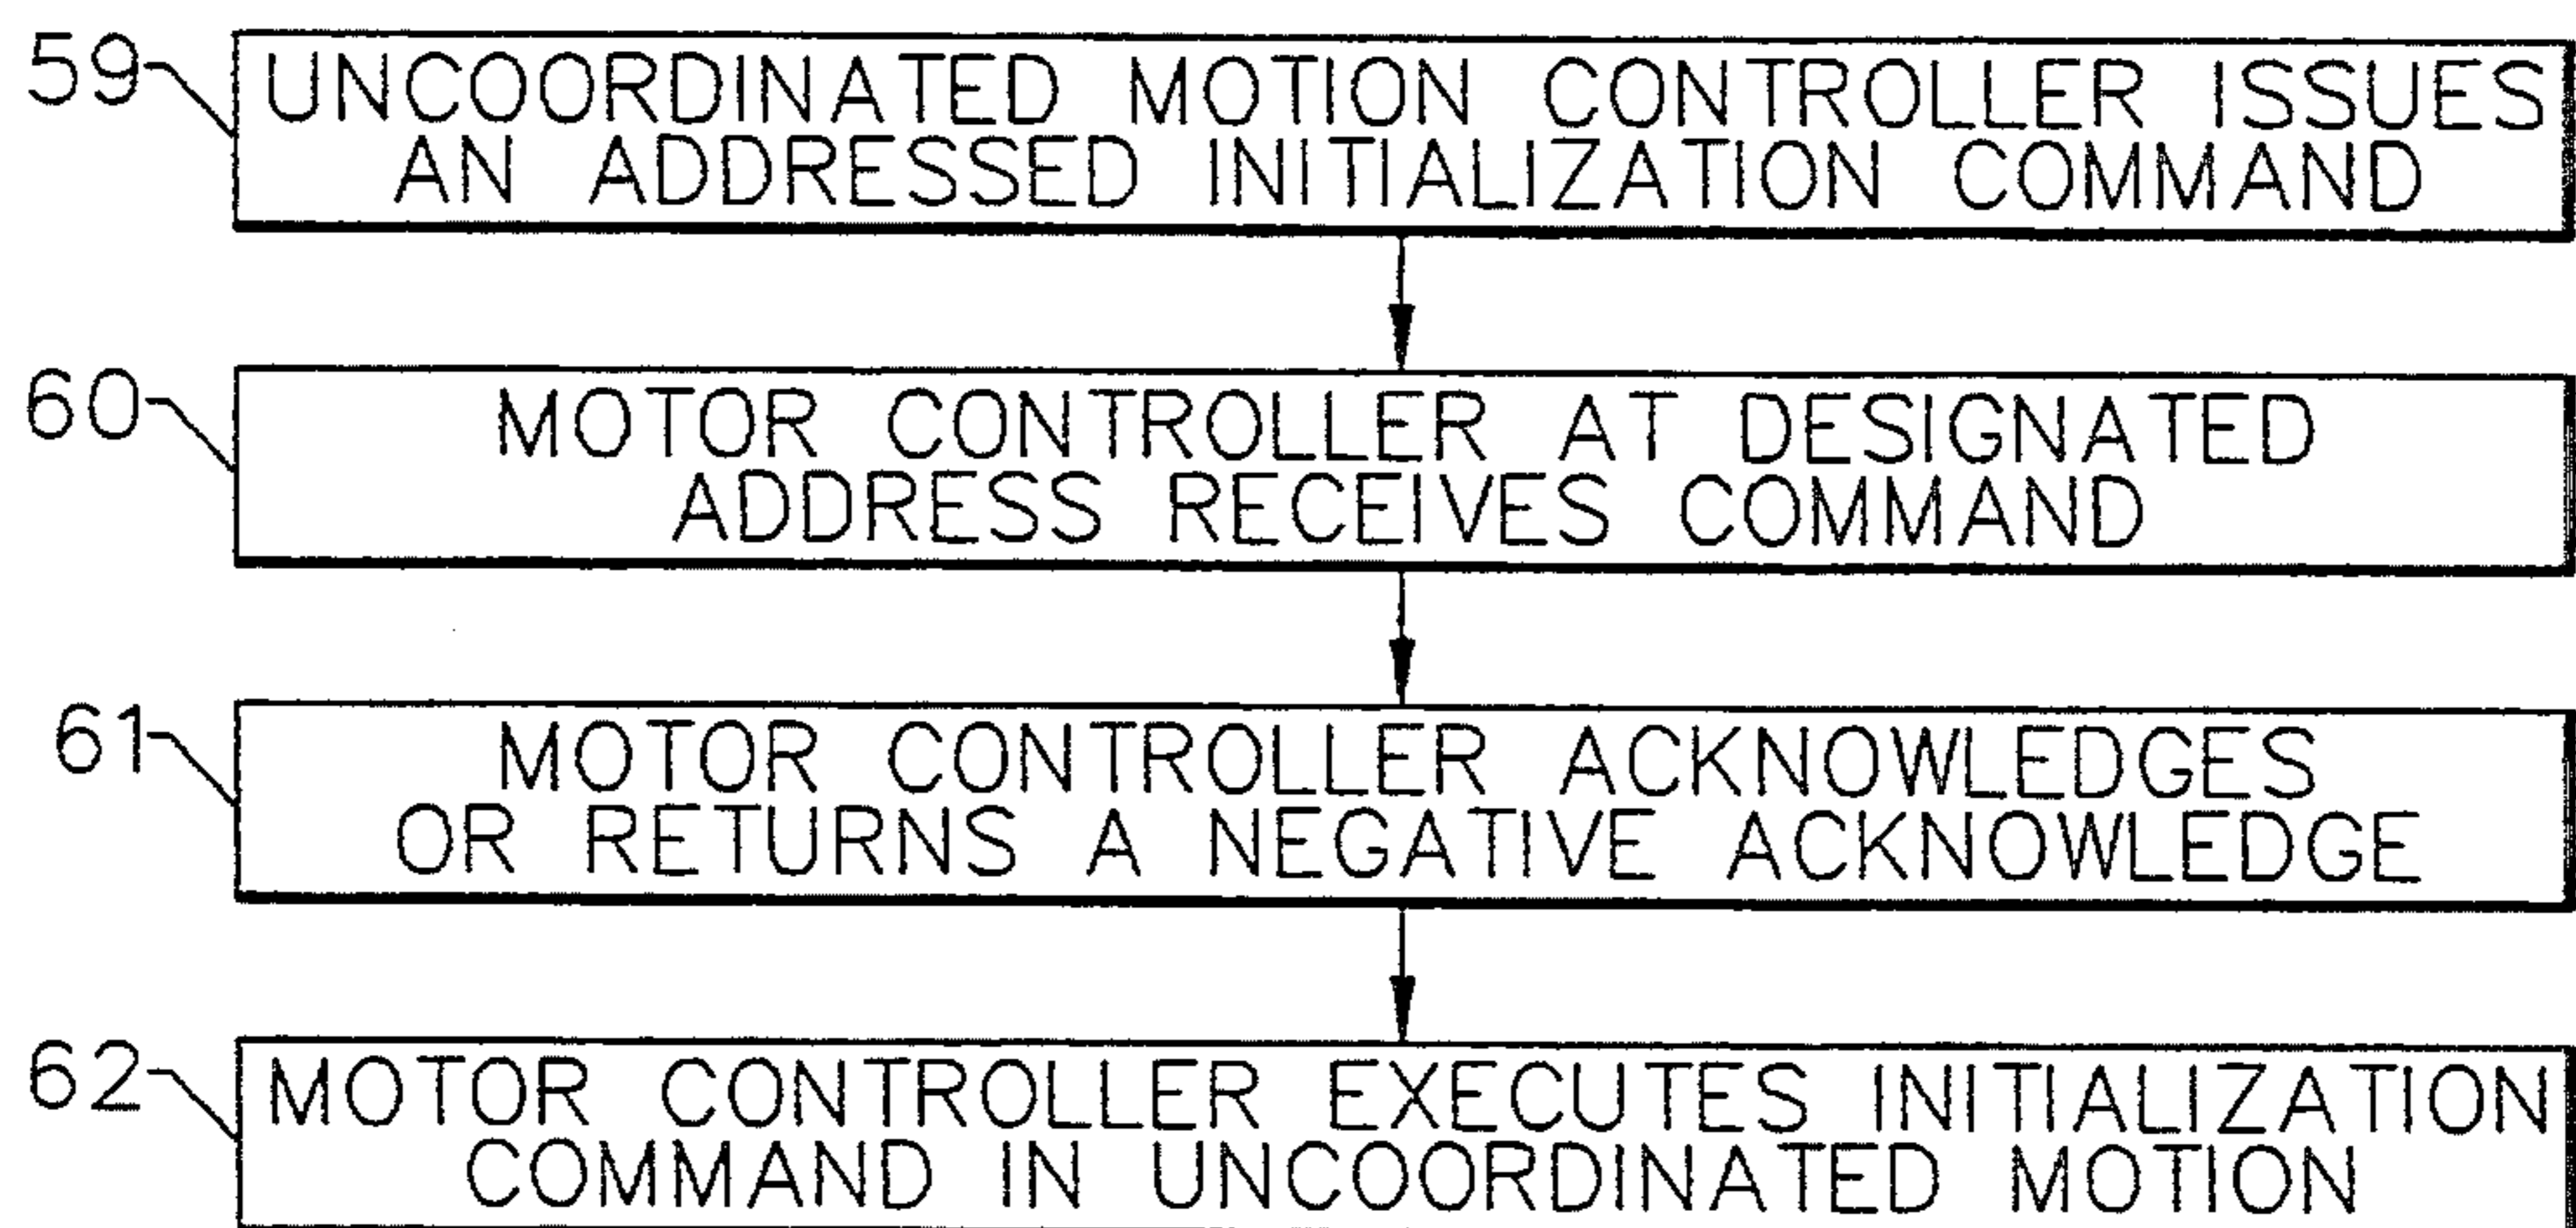 59 UNCOORDINATED MOTION CONTROLLER ISSUES
AN ADDRESSED INITIALIZATION COMMAND
60 MOTOR CONTROLLER AT DESIGNATED
ADDRESS RECEIVES COMMAND
61 MOTOR CONTROLLER ACKNOWLEDGES
OR RETURNS A NEGATIVE ACKNOWLEDGE
62 MOTOR CONTROLLER EXECUTES INITIALIZATION
COMMAND IN UNCOORDINATED MOTION